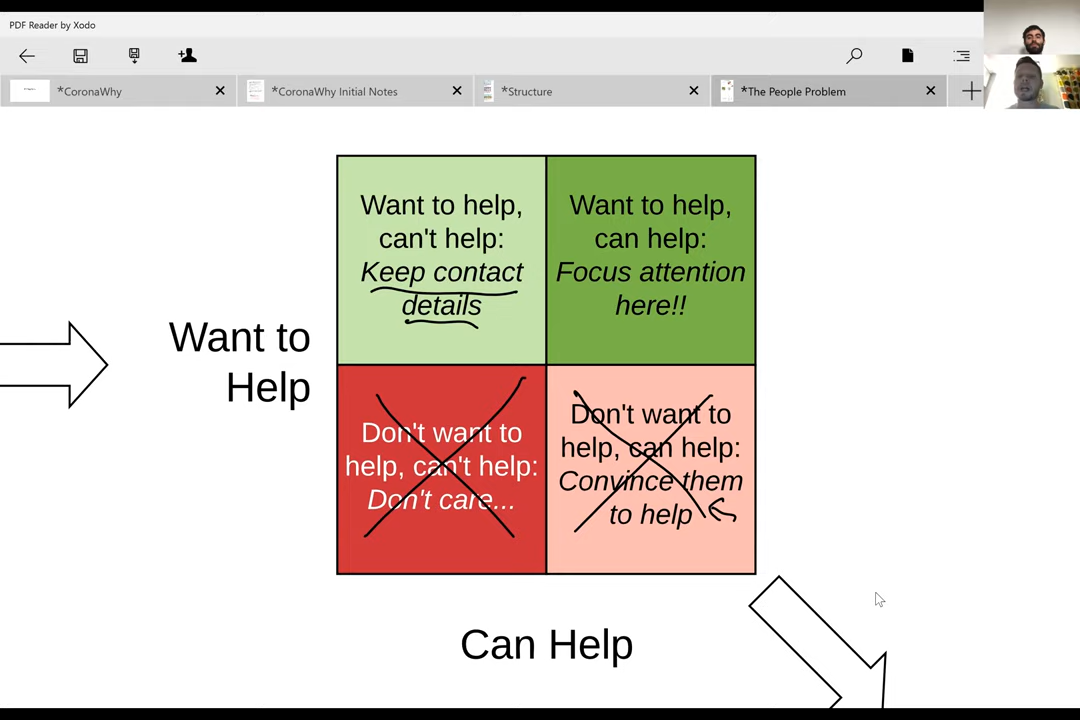 PDF Reader by Xodo
*CoronaWhy
*CoronaWhy Initial Notes
*Structure
*The People Problem
Want to help,
can't help:
Keep contact
details
Want to help,
can help:
Focus attention
here!!
Want to
Help
Don't want to
help, can't help:
Don't care...
Don't want to
help, can help:
Convince them
to help
Can Help